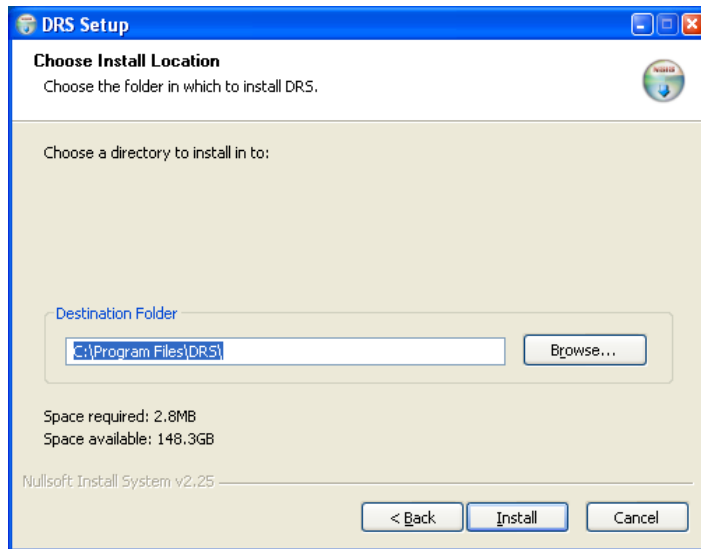 DRS Setup
Choose Install Location
Choose the folder in which to install DRS.
Choose a directory to install in to:
Destination Folder
C:\Program Files\DRS\
Browse...
Space required: 2.8MB
Space available: 148.3GB
Nullsoft Install System v2.25
< Back
Install
Cancel